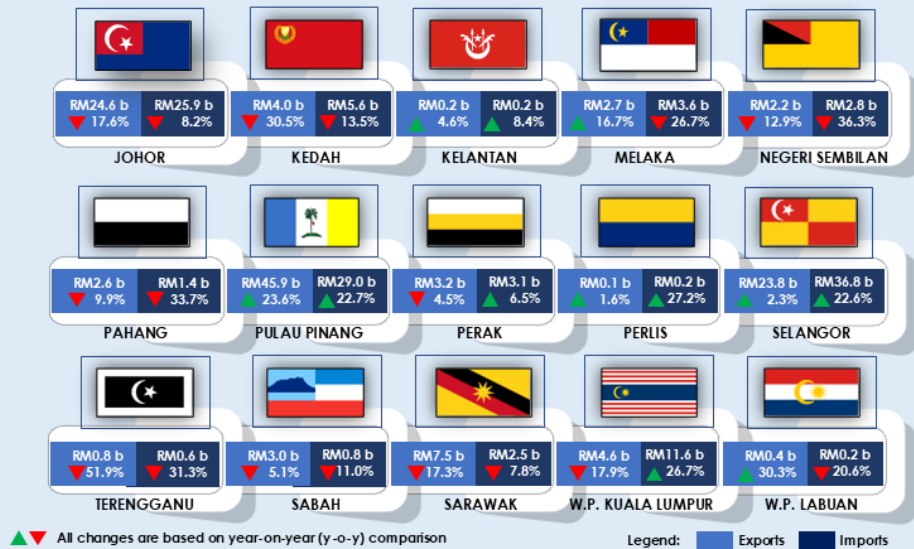 RM24.6 b RM25.9 b
17.6% 8.2%
JOHOR
RM4.0 b RM5.6 b
30.5% 13.5%
KEDAH
RM0.2 b RM0.2 b
4.6% 8.4%
KELANTAN
RM2.7 b RM3.6 b
16.7% 26.7%
MELAKA
RM2.2 b RM2.8 b
12.9% 36.3%
NEGERI SEMBILAN
RM2.6 b RM1.4 b
9.9% 33.7%
PAHANG
RM45.9 b RM29.0 b
23.6% 22.7%
PULAU PINANG
RM3.2 b RM3.1 b
4.5% 6.5%
PERAK
RM0.1 b RM0.2 b
1.6% 27.2%
PERLIS
RM23.8 b RM36.8 b
2.3% 22.6%
SELANGOR
RM0.8 b RM0.6 b
51.9% 31.3%
TERENGGANU
RM3.0 b RM0.8 b
5.1% 11.0%
SABAH
RM7.5 b RM2.5 b
17.3% 7.8%
SARAWAK
RM4.6 b RM11.6 b
17.9% 26.7%
W.P. KUALA LUMPUR
RM0.4 b RM0.2 b
30.3% 20.6%
W.P. LABUAN
All changes are based on year-on-year (y-o-y) comparison
Legend: Exports Imports